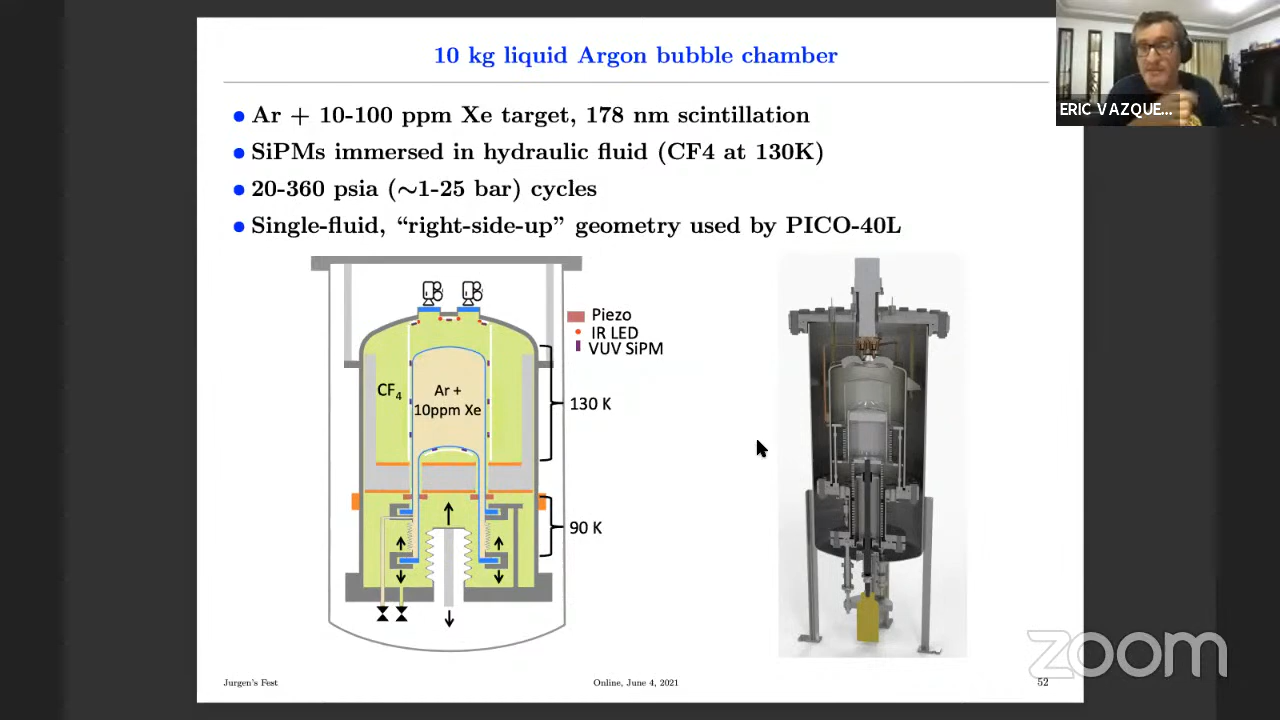 10 kg liquid Argon bubble chamber
ERIC VAZQUE...
Ar + 10-100 ppm Xe target, 178 nm scintillation
SiPMs immersed in hydraulic fluid (CF4 at 130K)
20-360 psia (∼1-25 bar) cycles
Single-fluid, “right-side-up” geometry used by PICO-40L
Piezo
IR LED
VUV SiPM
CF4
Ar +
10ppm Xe
130 K
90 K
zoom
Jurgen's Fest
Online, June 4, 2021
52